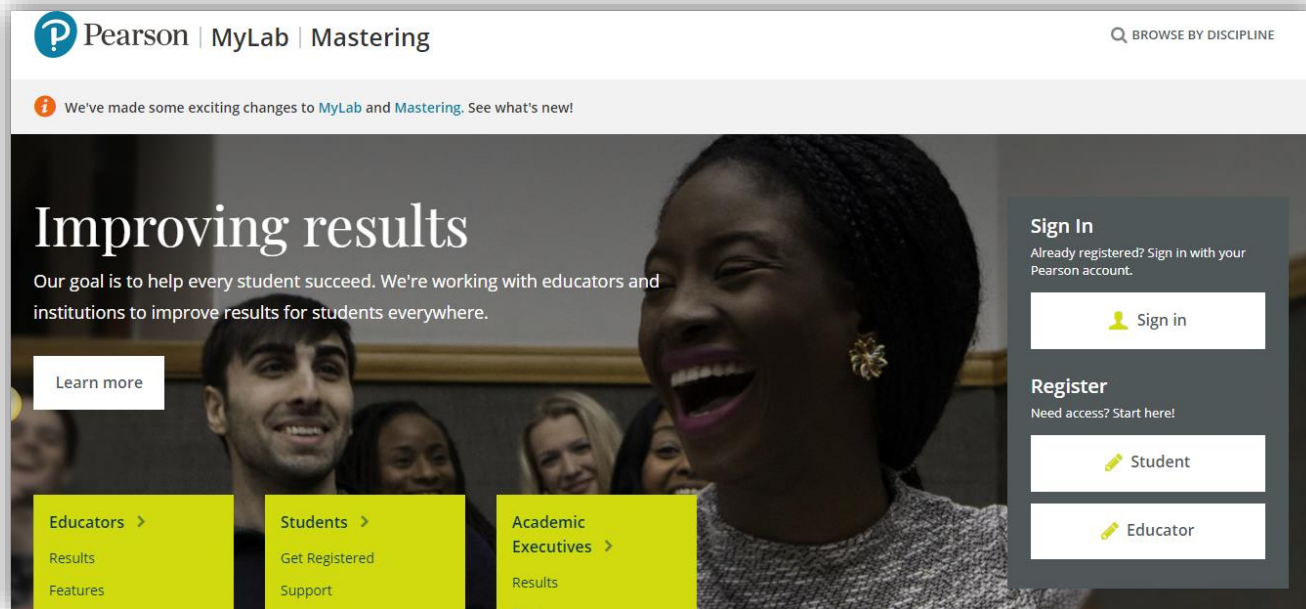 Pearson | MyLab | Mastering
BROWSE BY DISCIPLINE
We've made some exciting changes to MyLab and Mastering. See what's new!
Improving results
Our goal is to help every student succeed. We're working with educators and
institutions to improve results for students everywhere.
Learn more
Educators >
Results
Features
Students >
Get Registered
Support
Academic
Executives >
Results
Sign In
Already registered? Sign in with your
Pearson account.
Sign in
Register
Need access? Start here!
Student
Educator